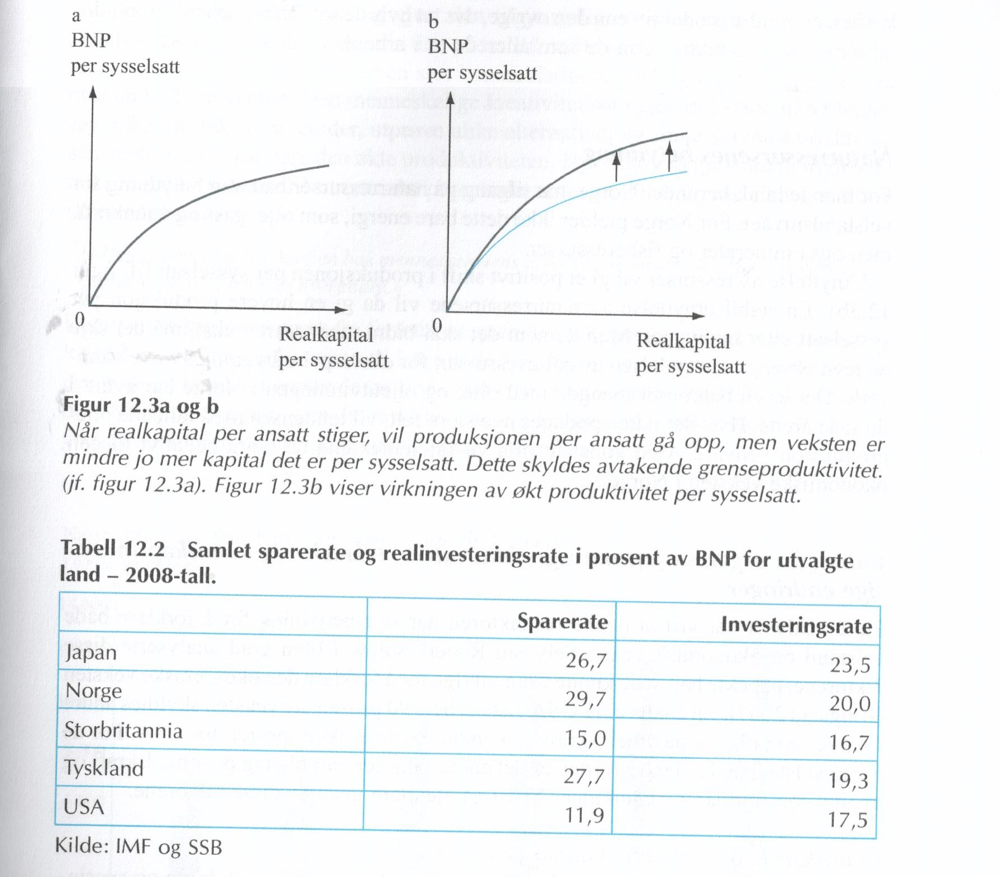 a
BNP
per sysselsatt
0
Realkapital
per sysselsatt
b
BNP
per sysselsatt
0
Realkapital
per sysselsatt
Figur 12.3a og b
Når realkapital per ansatt stiger, vil produksjonen per ansatt gå opp, men veksten er
mindre jo mer kapital det er per sysselsatt. Dette skyldes avtakende grenseproduktivitet.
(jf. figur 12.3a). Figur 12.3b viser virkningen av økt produktivitet per sysselsatt.
Tabell 12.2 Samlet sparerate og realinvesteringsrate i prosent av BNP for utvalgte
land – 2008-tall.
Sparerate Investeringsrate
Japan 26,7 23,5
Norge 29,7 20,0
Storbritannia 15,0 16,7
Tyskland 27,7 19,3
USA 11,9 17,5
Kilde: IMF og SSB